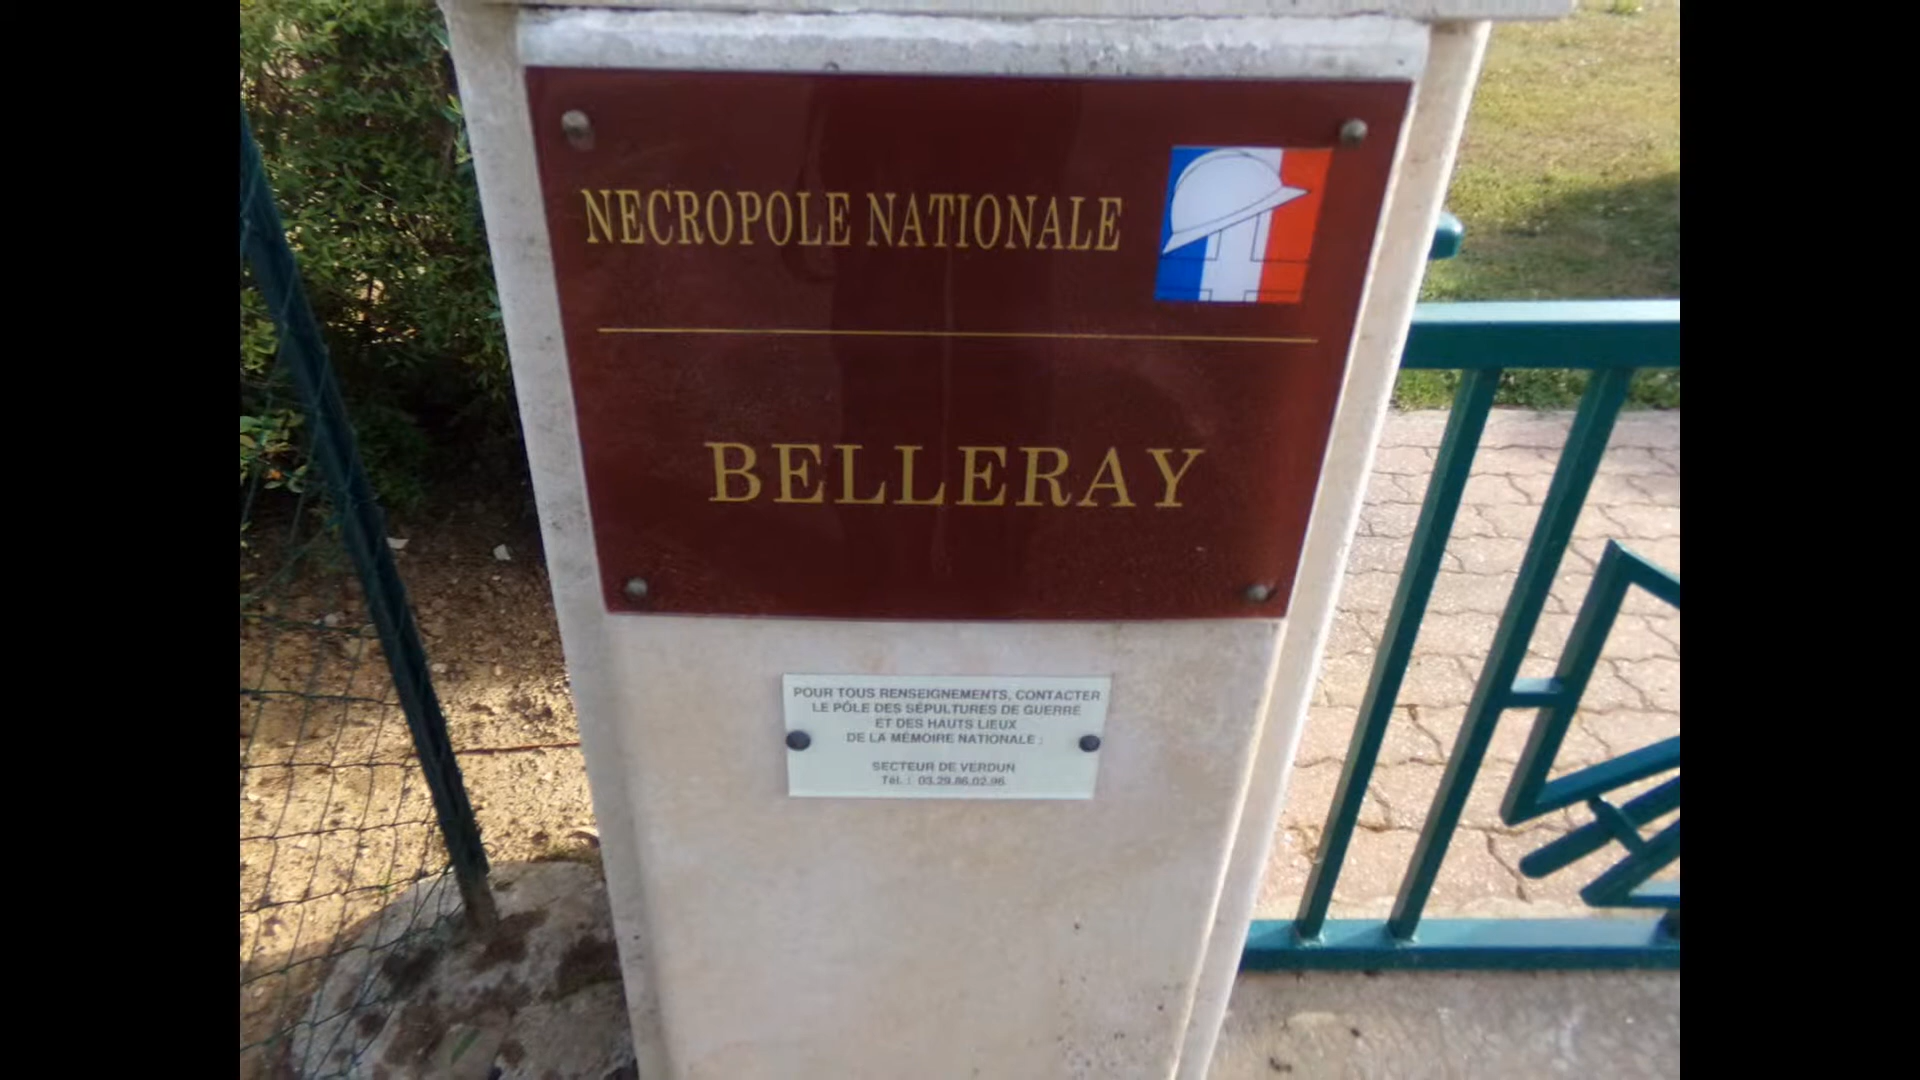 NECROPOLE NATIONALE
BELLERAY
POUR TOUS RENSEIGNEMENTS, CONTACTER
LE PÔLE DES SÉPULTURES DE GUERRE
ET DES HAUTS LIEUX
DE LA MÉMOIRE NATIONALE :
SECTEUR DE VERDUN
Tél. : 03.29.86.02.96